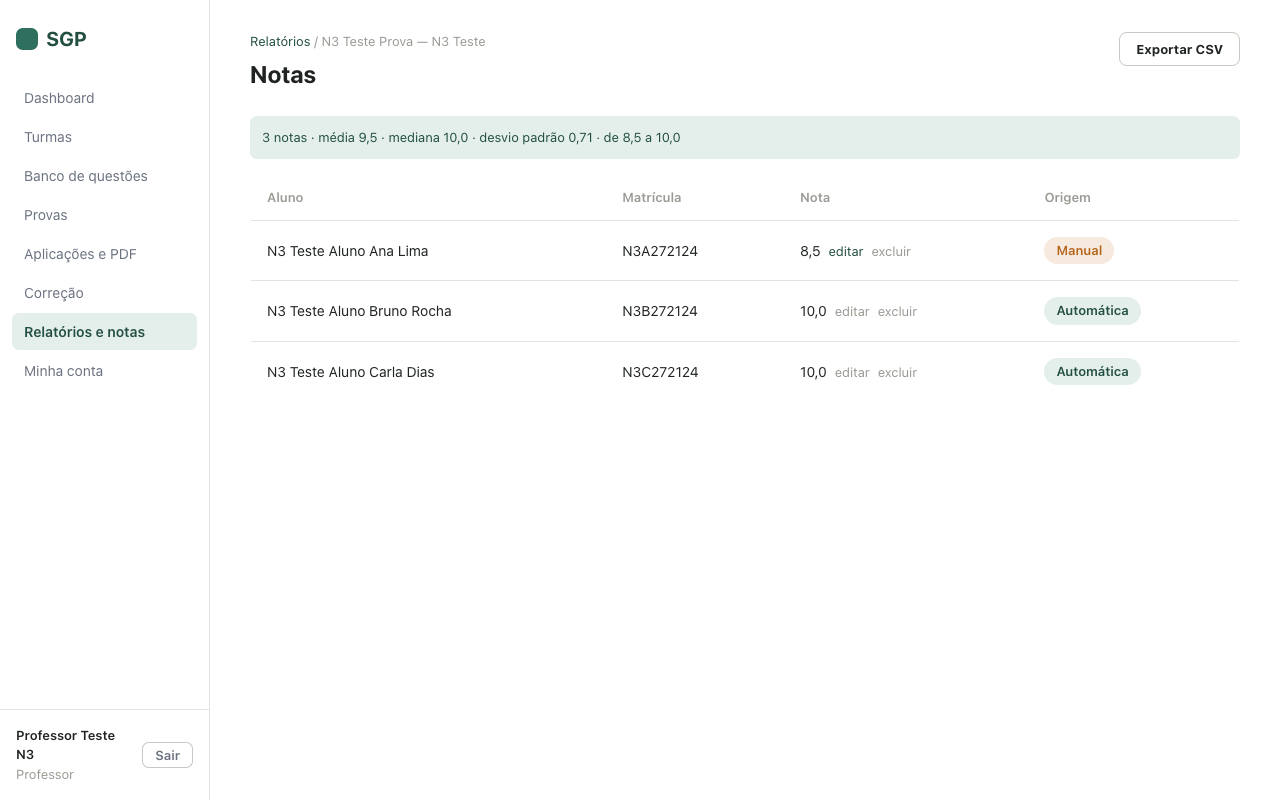 SGP
Dashboard
Turmas
Banco de questões
Provas
Aplicações e PDF
Correção
Relatórios e notas
Minha conta
Professor Teste
N3
Professor
Sair
Relatórios / N3 Teste Prova — N3 Teste
Notas
Exportar CSV
3 notas · média 9,5 · mediana 10,0 · desvio padrão 0,71 · de 8,5 a 10,0
Aluno Matrícula Nota Origem
N3 Teste Aluno Ana Lima N3A272124 8,5 editar excluir Manual
N3 Teste Aluno Bruno Rocha N3B272124 10,0 editar excluir Automática
N3 Teste Aluno Carla Dias N3C272124 10,0 editar excluir Automática